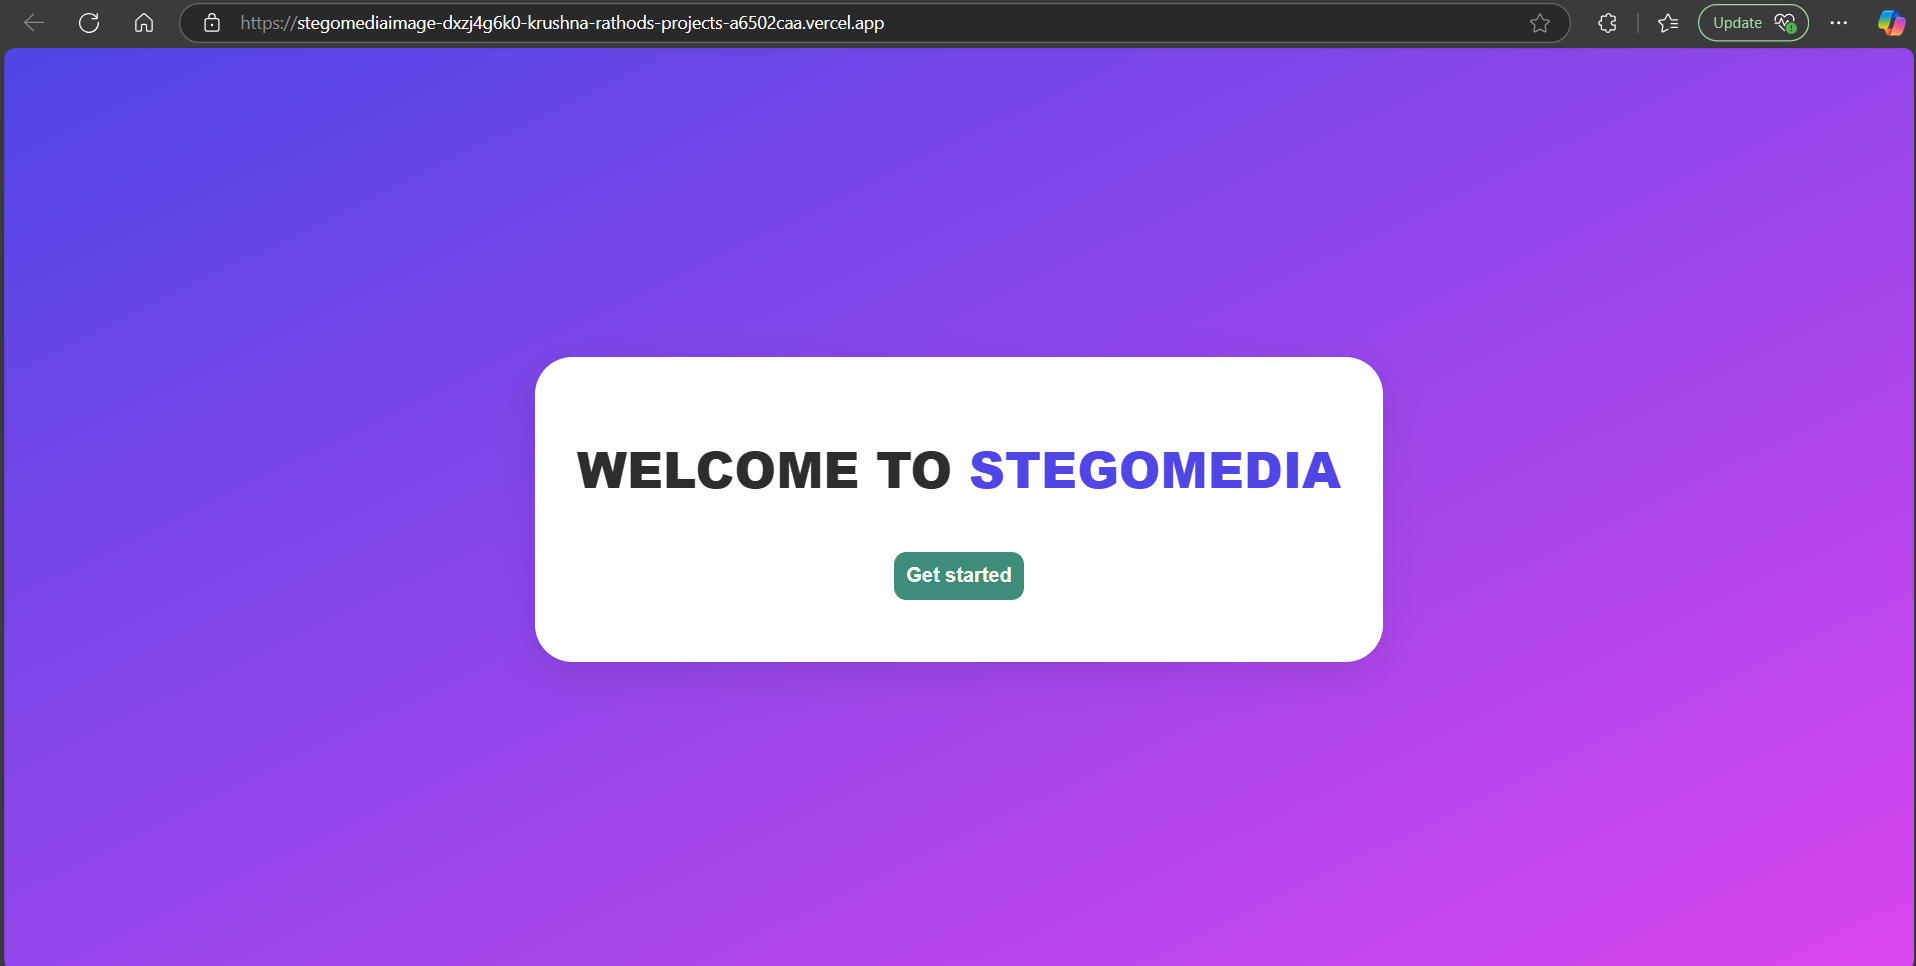 https://stegomediaimage-dxzj4g6k0-krushna-rathods-projects-a6502caa.vercel.app
Update
WELCOME TO STEGOMEDIA
Get started